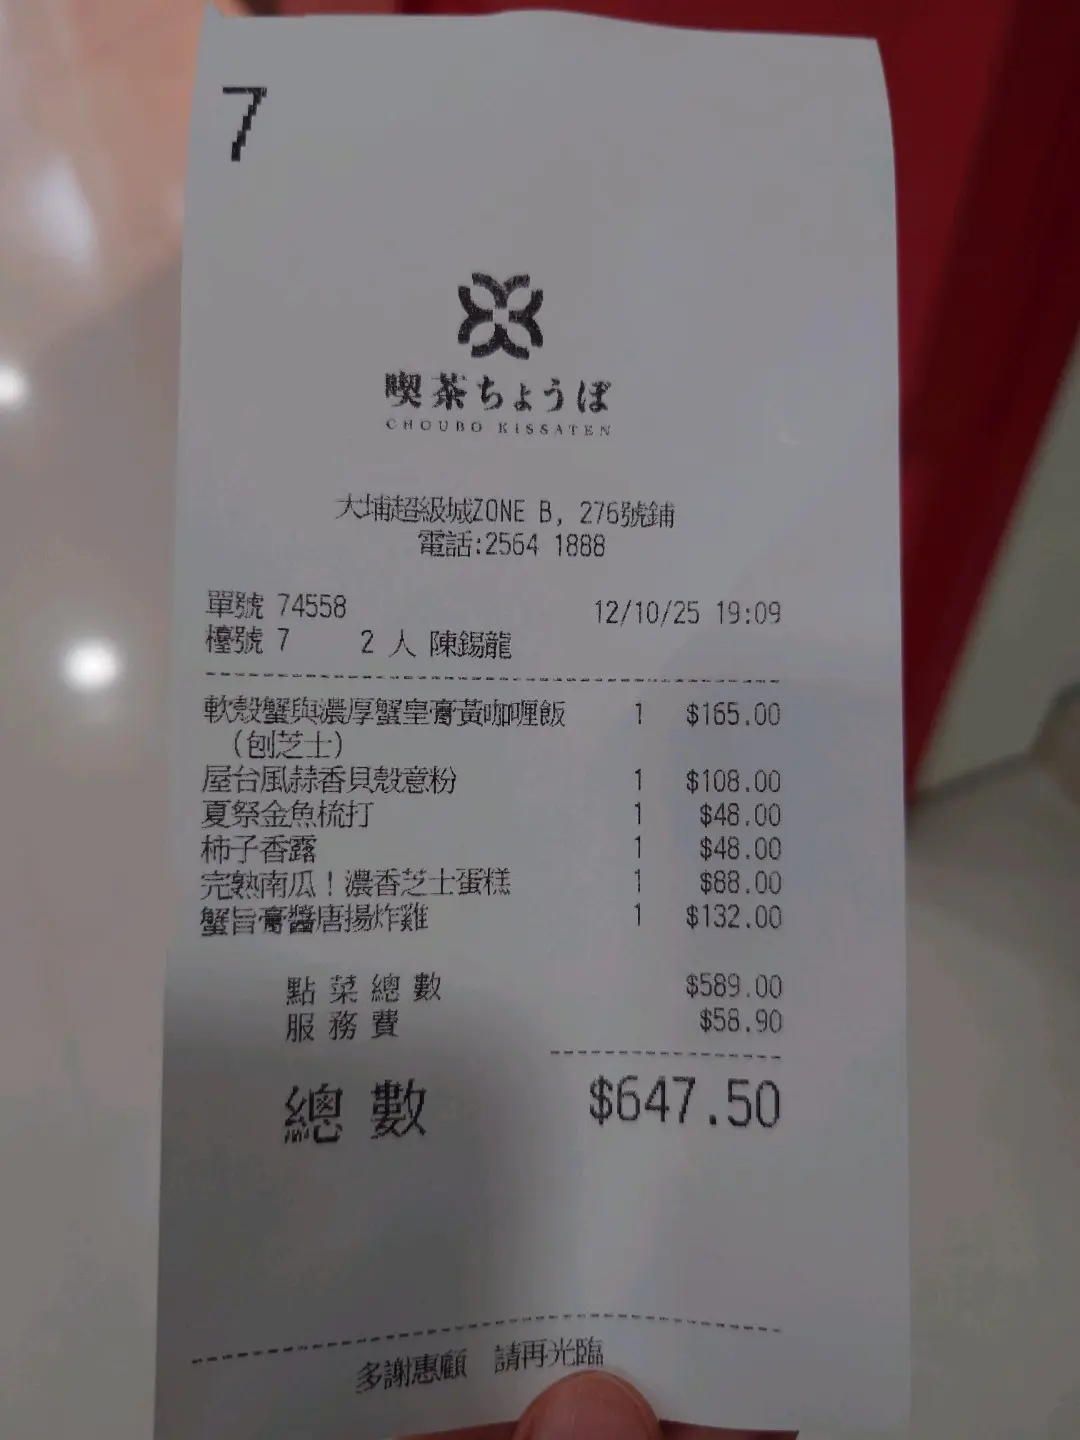 7
喫茶ちょうぼ
CHOUBO KISSATEN
大埔超級城ZONE B, 276號鋪
電話:2564 1888
單號 74558 12/10/25 19:09
檯號 7 2 人 陳錫龍
軟殼蟹與濃厚蟹皇膏黃咖喱飯 1 $165.00
(刨芝士)
屋台風蒜香貝殼意粉 1 $108.00
夏祭金魚梳打 1 $48.00
柿子香露 1 $48.00
完熟南瓜！濃香芝士蛋糕 1 $88.00
蟹旨膏醬唐揚炸雞 1 $132.00
點菜總數 $589.00
服務費 $58.90
總數 $647.50
多謝惠顧 請再光臨